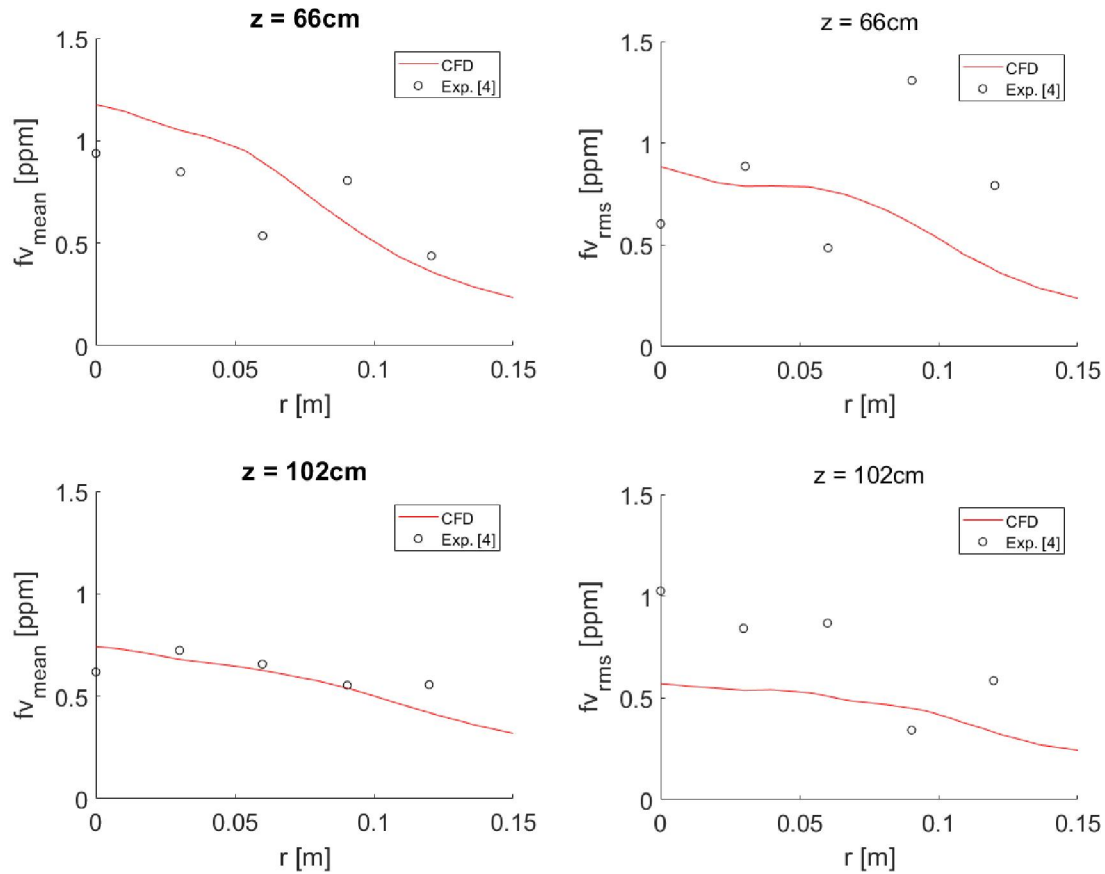 z = 66cm
1.5
1
0.5
0
fv_mean [ppm]
CFD
Exp. [4]
0 0.05 0.1 0.15
r [m]
z = 66cm
1.5
1
0.5
0
fv_rms [ppm]
CFD
Exp. [4]
0 0.05 0.1 0.15
r [m]
z = 102cm
1.5
1
0.5
0
fv_mean [ppm]
CFD
Exp. [4]
0 0.05 0.1 0.15
r [m]
z = 102cm
1.5
1
0.5
0
fv_rms [ppm]
CFD
Exp. [4]
0 0.05 0.1 0.15
r [m]